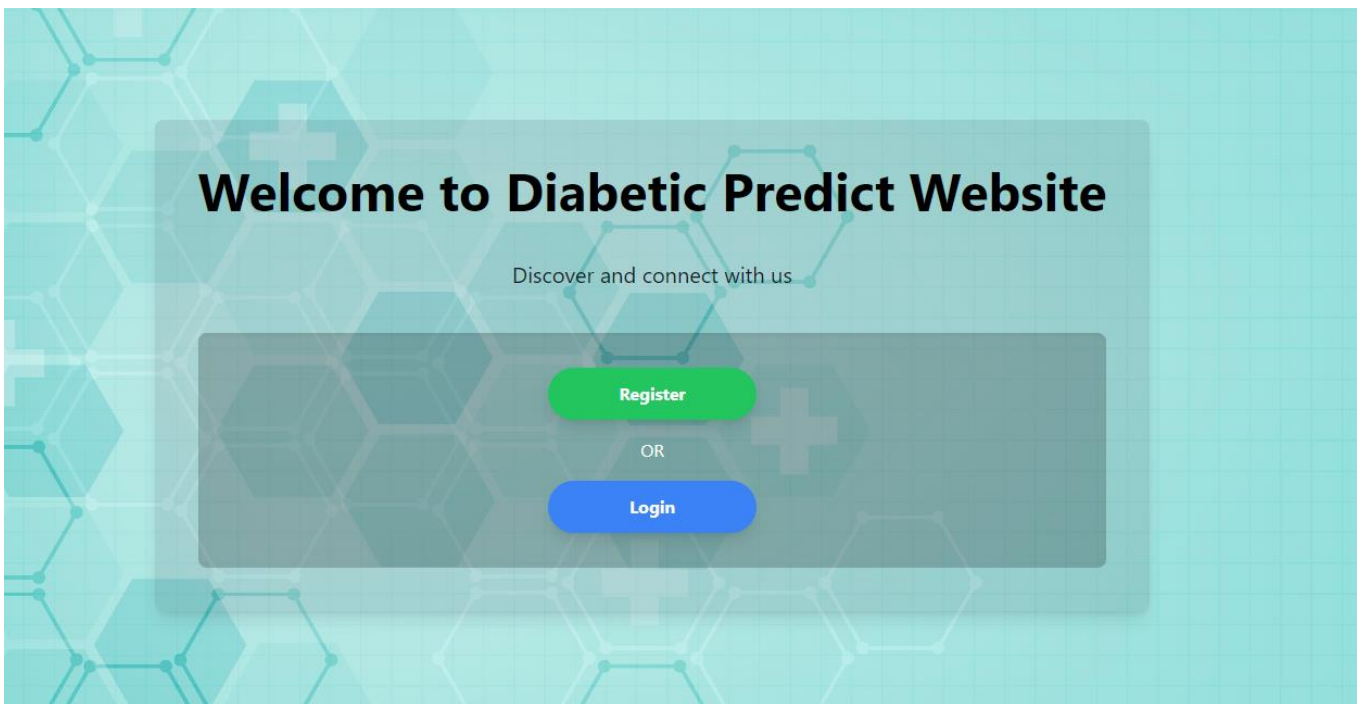 Welcome to Diabetic Predict Website
Discover and connect with us
Register
OR
Login